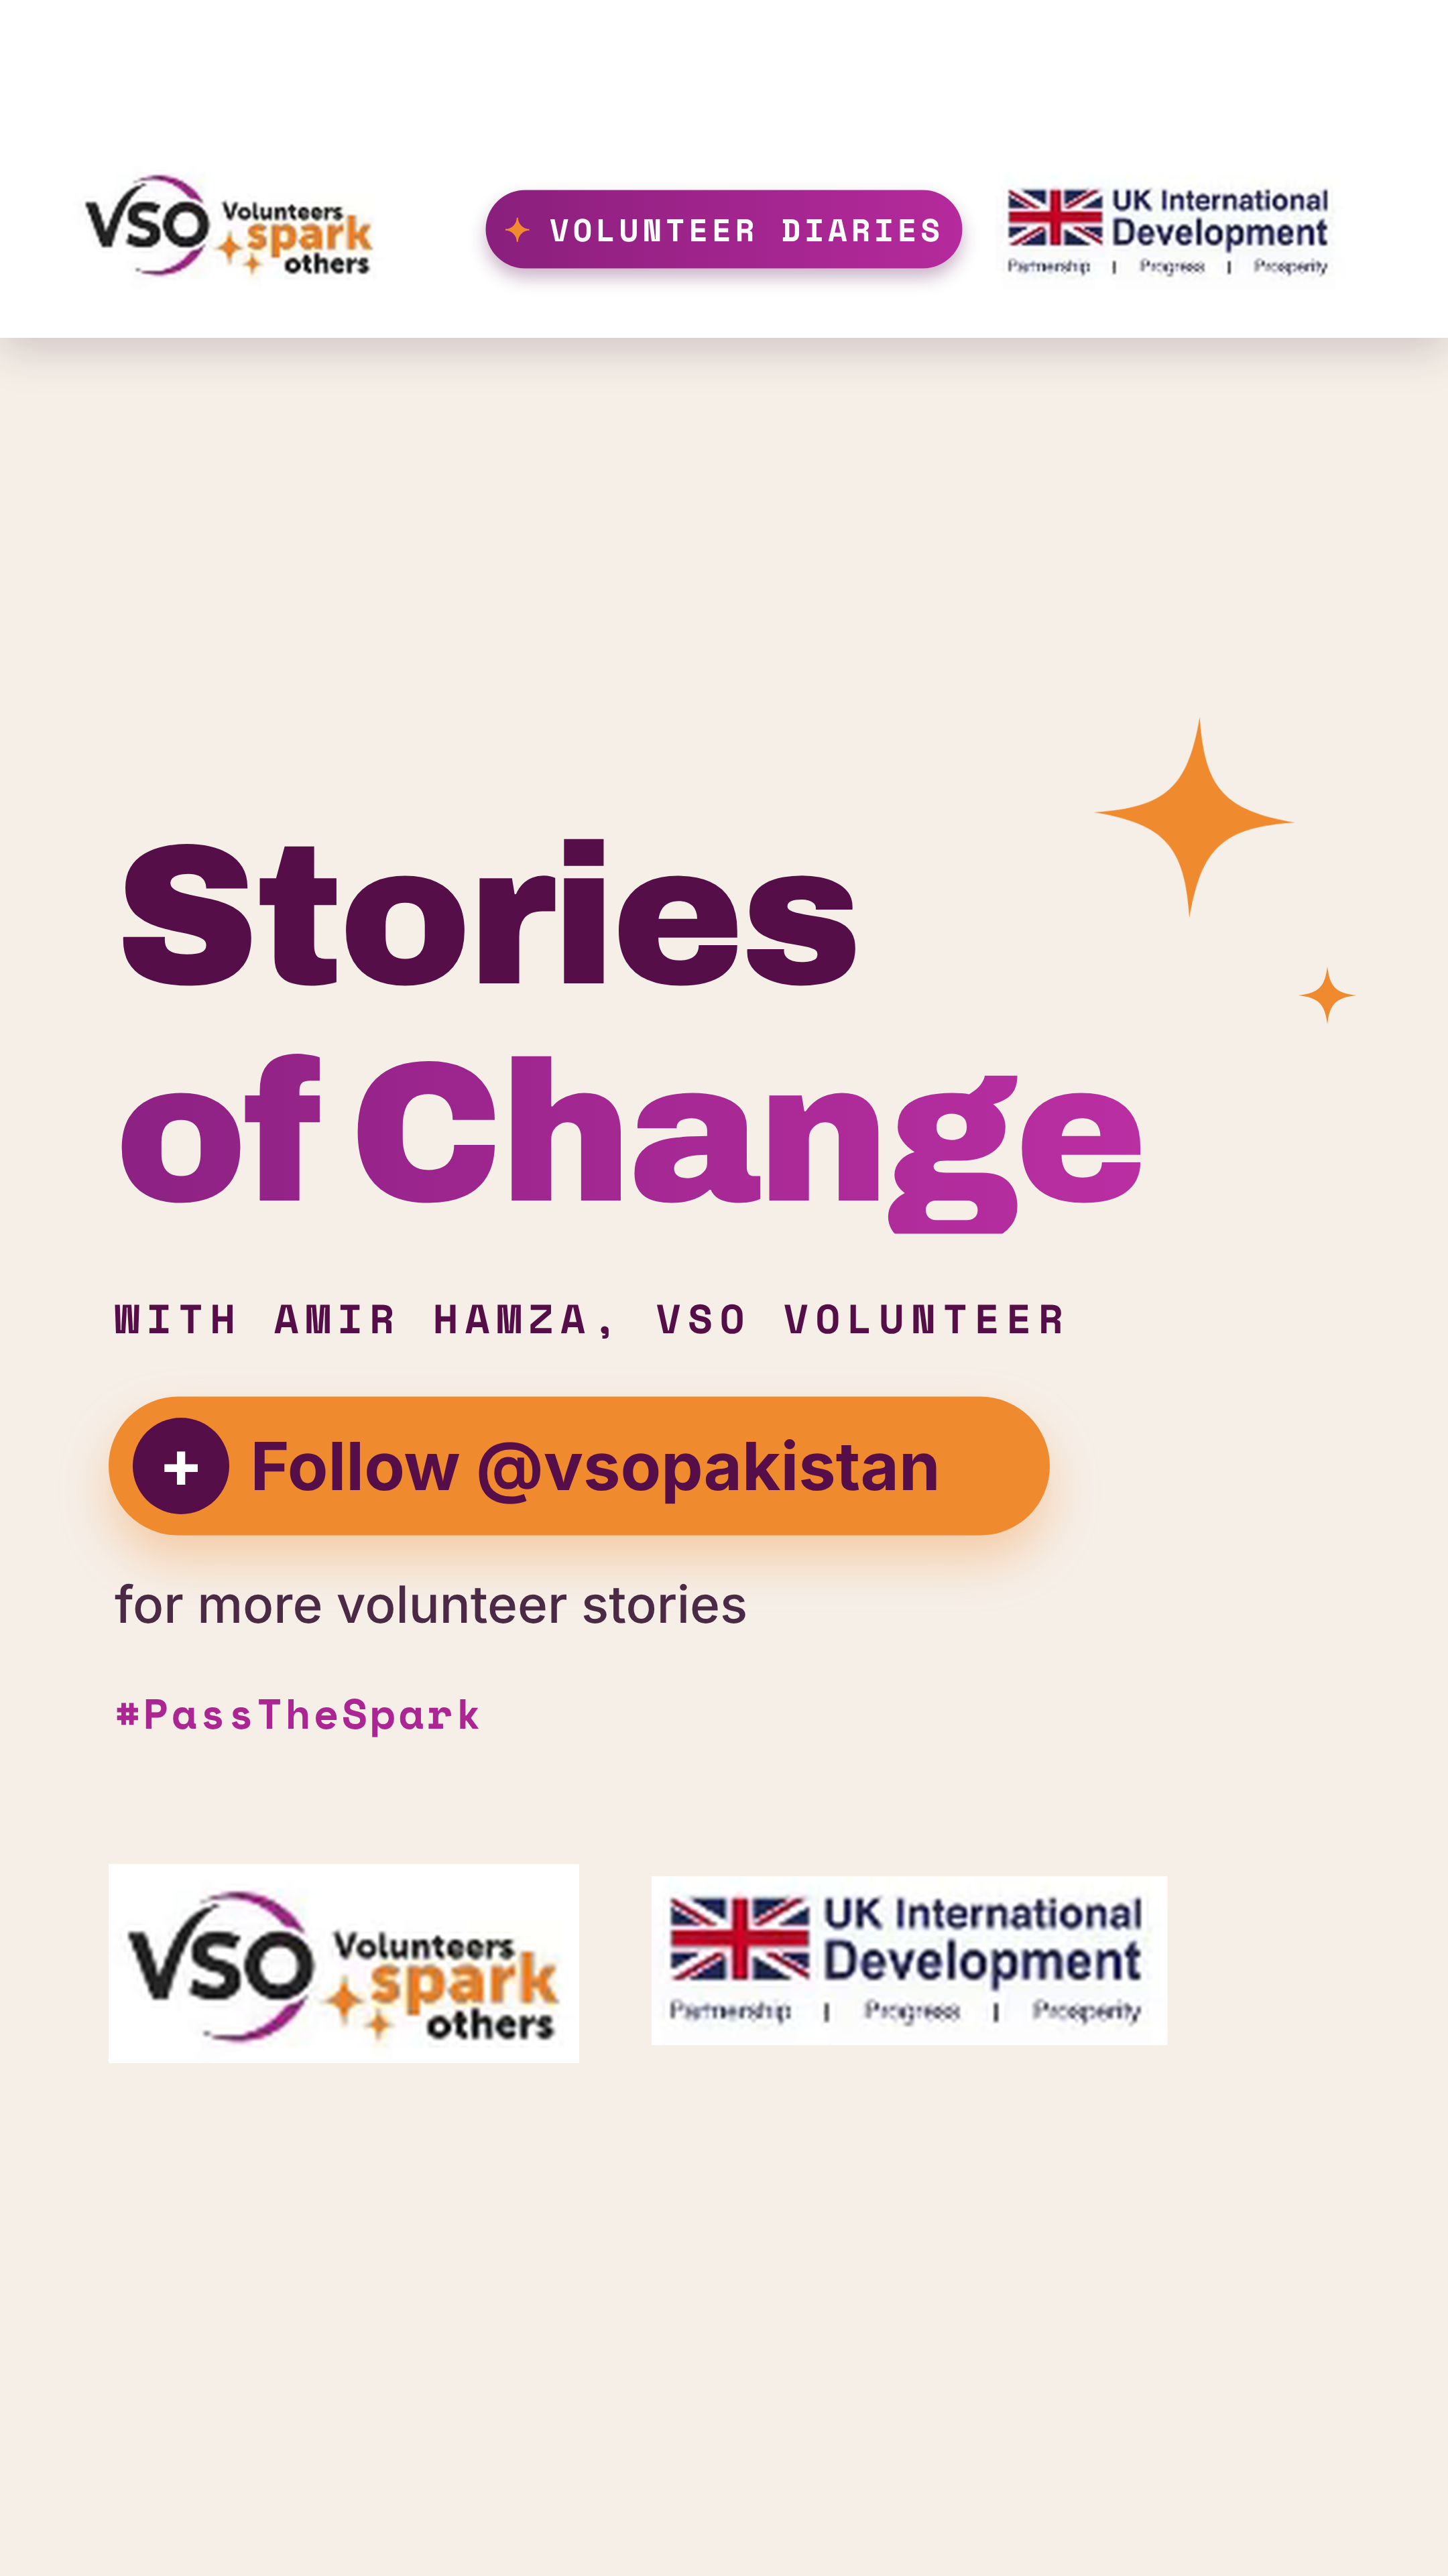 VSO Volunteers
spark
others
VOLUNTEER DIARIES
UK International
Development
Partnership | Progress | Prosperity
Stories
of Change
WITH AMIR HAMZA, VSO VOLUNTEER
+ Follow @vsopakistan
for more volunteer stories
#PassTheSpark
VSO Volunteers
spark
others
UK International
Development
Partnership | Progress | Prosperity